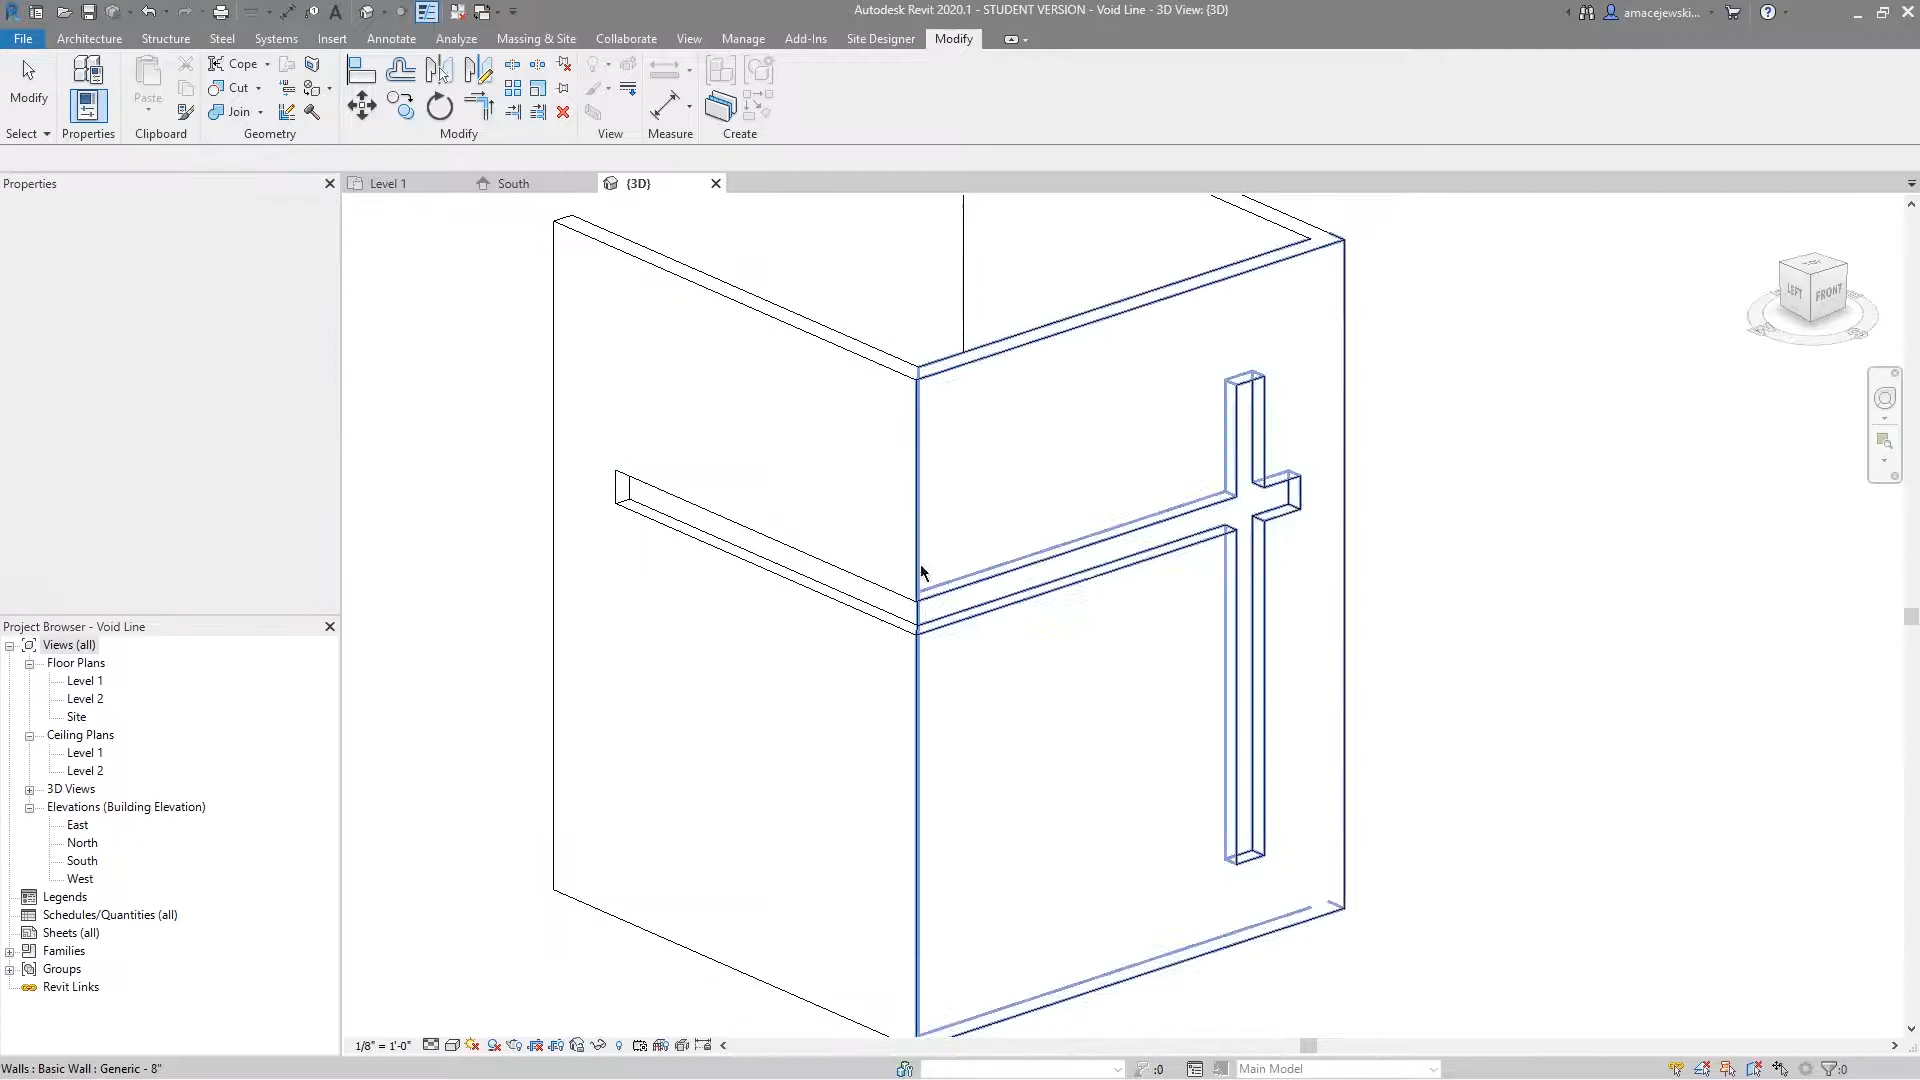 Autodesk Revit 2020.1 - STUDENT VERSION - Void Line - 3D View: {3D}
amacejewski...
File Architecture Structure Steel Systems Insert Annotate Analyze Massing & Site Collaborate View Manage Add-Ins Site Designer Modify
Modify
Paste
Cope
Cut
Join
Select Properties Clipboard Geometry Modify View Measure Create
Properties
Level 1 South {3D}
LEFT FRONT
Project Browser - Void Line
Views (all)
Floor Plans
Level 1
Level 2
Site
Ceiling Plans
Level 1
Level 2
3D Views
Elevations (Building Elevation)
East
North
South
West
Legends
Schedules/Quantities (all)
Sheets (all)
Families
Groups
Revit Links
1/8" = 1'-0"
Walls : Basic Wall : Generic - 8"
:0
Main Model
:0